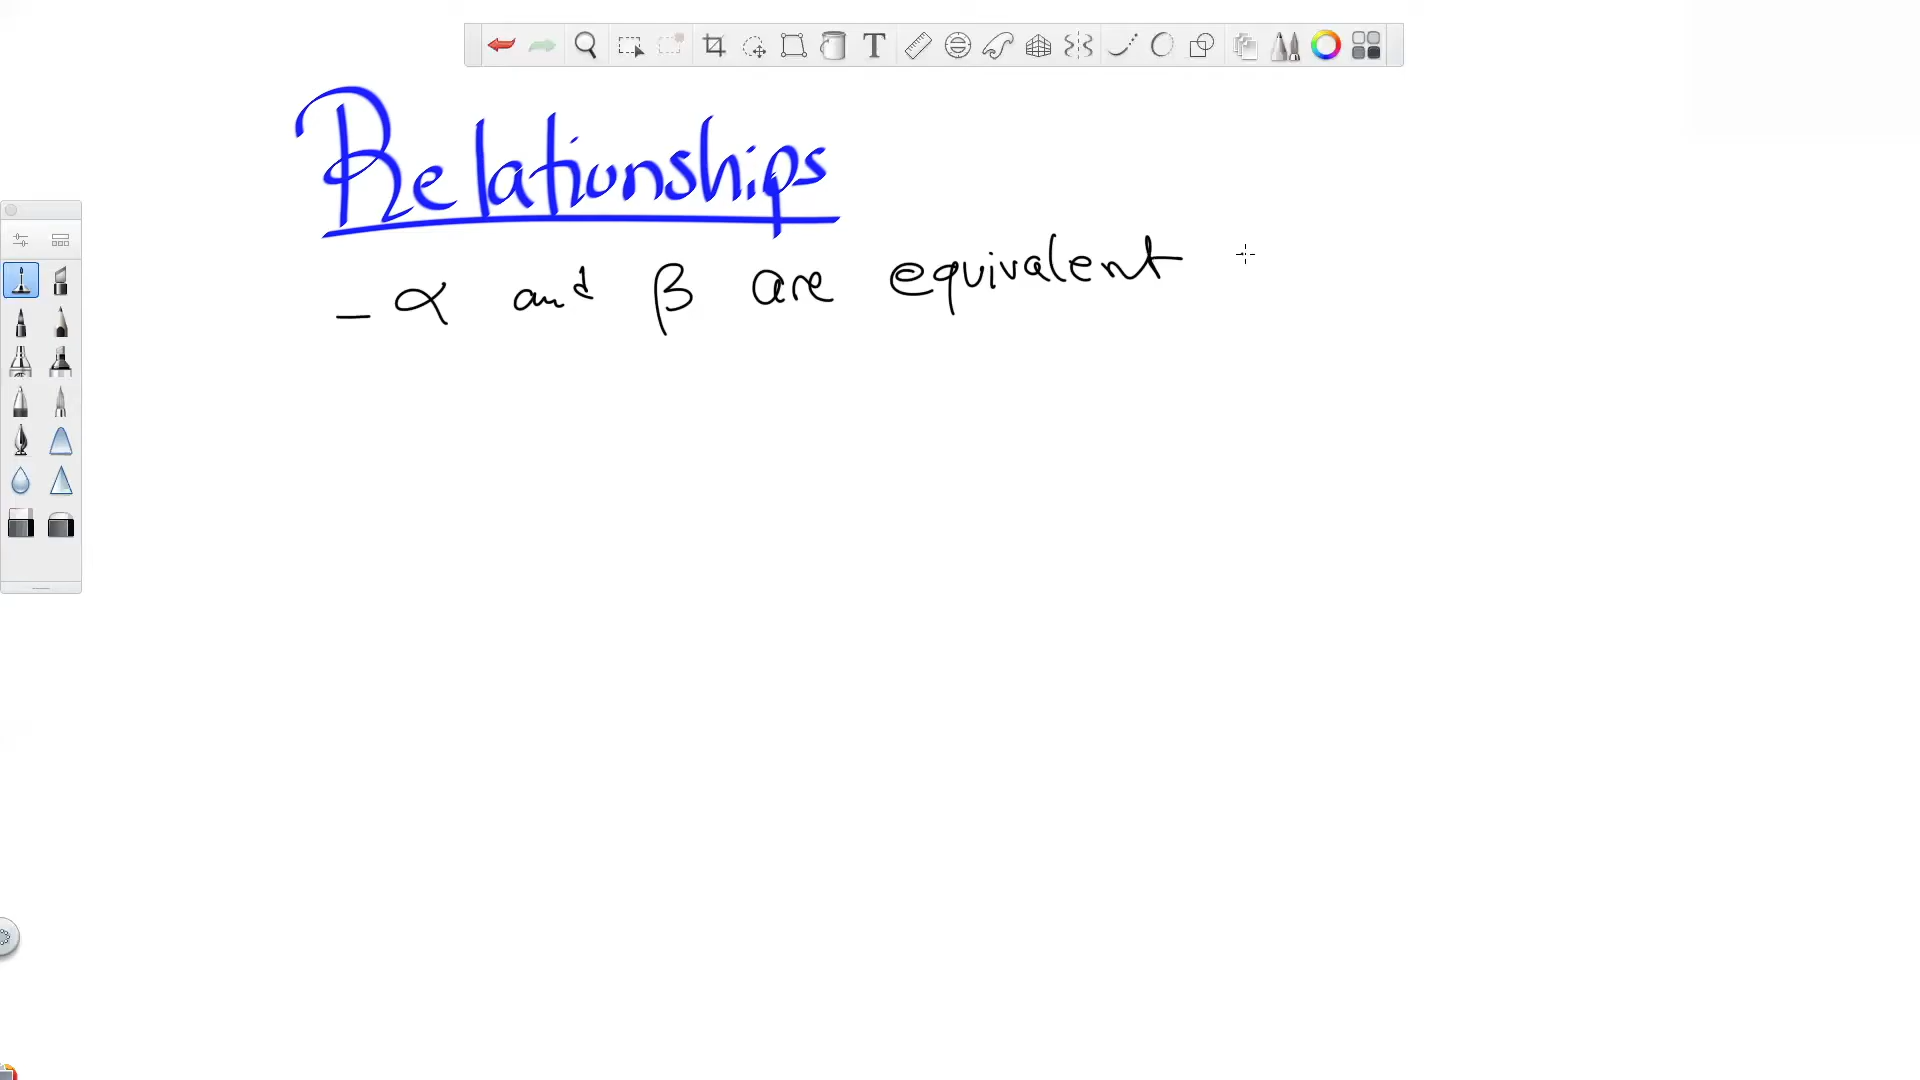 Relationships
- α and β are equivalent